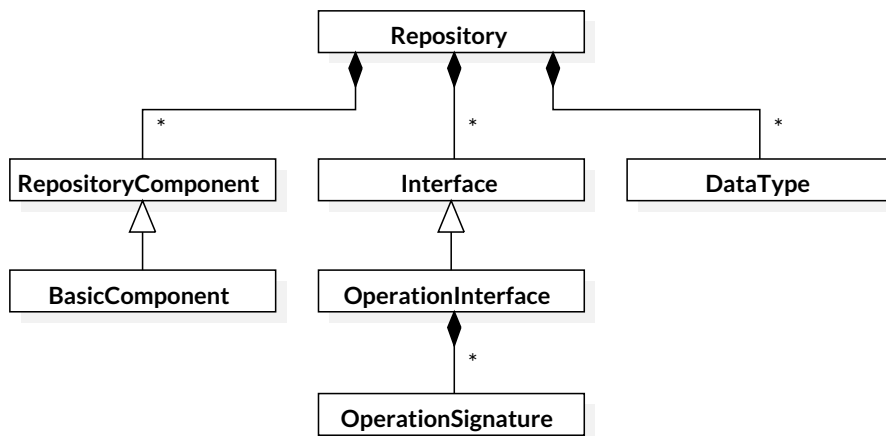 Repository
* * *
RepositoryComponent Interface DataType
BasicComponent OperationInterface
*
OperationSignature